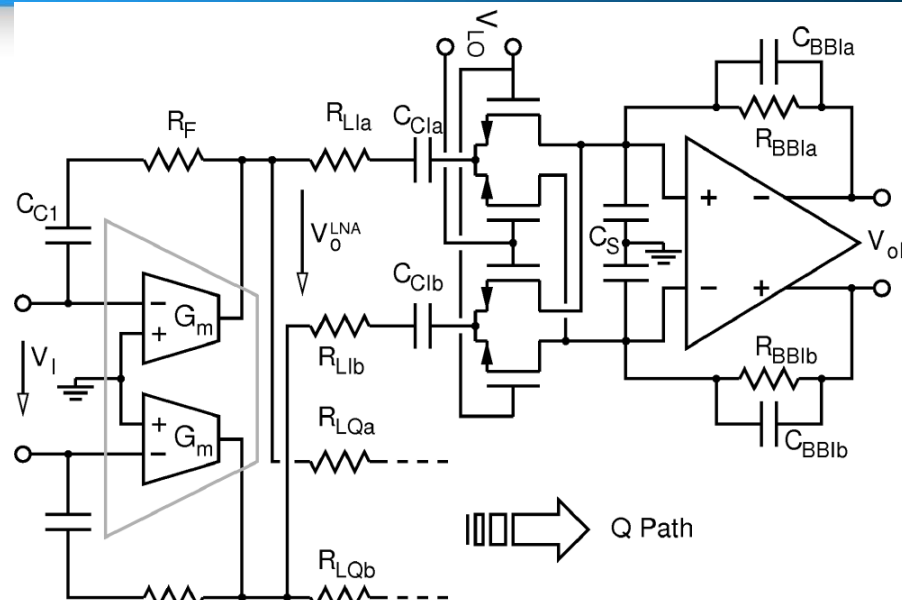 V_LO
C_BBIa
R_BBIa
R_F
R_LIa
C_CIa
C_C1
V_o^LNA
+ −
C_S
V_oI
− G_m
+
C_CIb
− +
V_I
R_LIb
R_BBIb
+ G_m
−
R_LQa
C_BBIb
Q Path
R_LQb